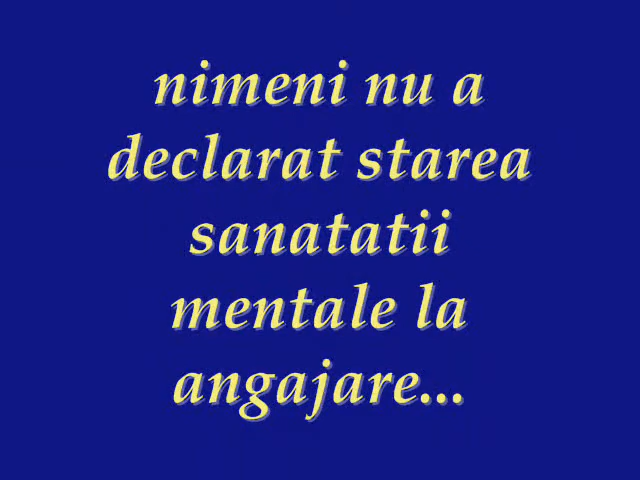 nimeni nu a
declarat starea
sanatatii
mentale la
angajare...